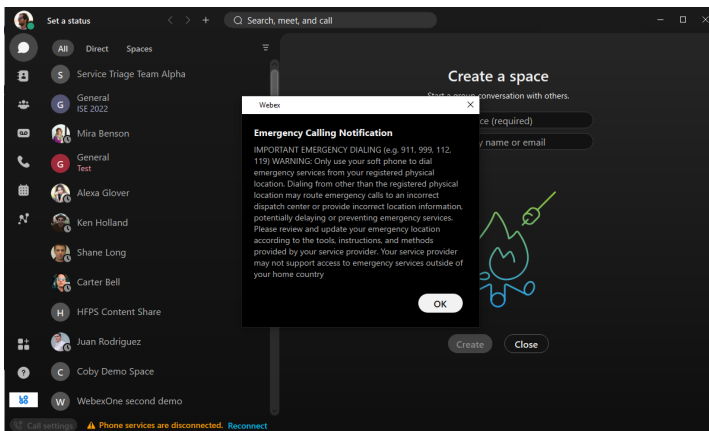 Set a status
Search, meet, and call
All Direct Spaces
S Service Triage Team Alpha
G General
ISE 2022
Mira Benson
G General
Test
Alexa Glover
Ken Holland
Shane Long
Carter Bell
H HFPS Content Share
Juan Rodriguez
C Coby Demo Space
W WebexOne second demo
Call settings
Phone services are disconnected. Reconnect
Create a space
Start a group conversation with others.
ce (required)
y name or email
Webex
Emergency Calling Notification
IMPORTANT EMERGENCY DIALING (e.g. 911, 999, 112,
119) WARNING: Only use your soft phone to dial
emergency services from your registered physical
location. Dialing from other than the registered physical
location may route emergency calls to an incorrect
dispatch center or provide incorrect location information,
potentially delaying or preventing emergency services.
Please review and update your emergency location
according to the tools, instructions, and methods
provided by your service provider. Your service provider
may not support access to emergency services outside of
your home country
OK
Create Close